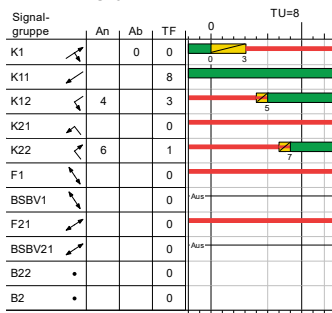 Signal-
gruppe An Ab TF 0 TU=8
K1 0 0 3
K11 8
K12 4 3 5
K21 0
K22 6 1 7
F1 0
BSBV1 0 Aus
F21 0
BSBV21 0 Aus
B22 0
B2 0